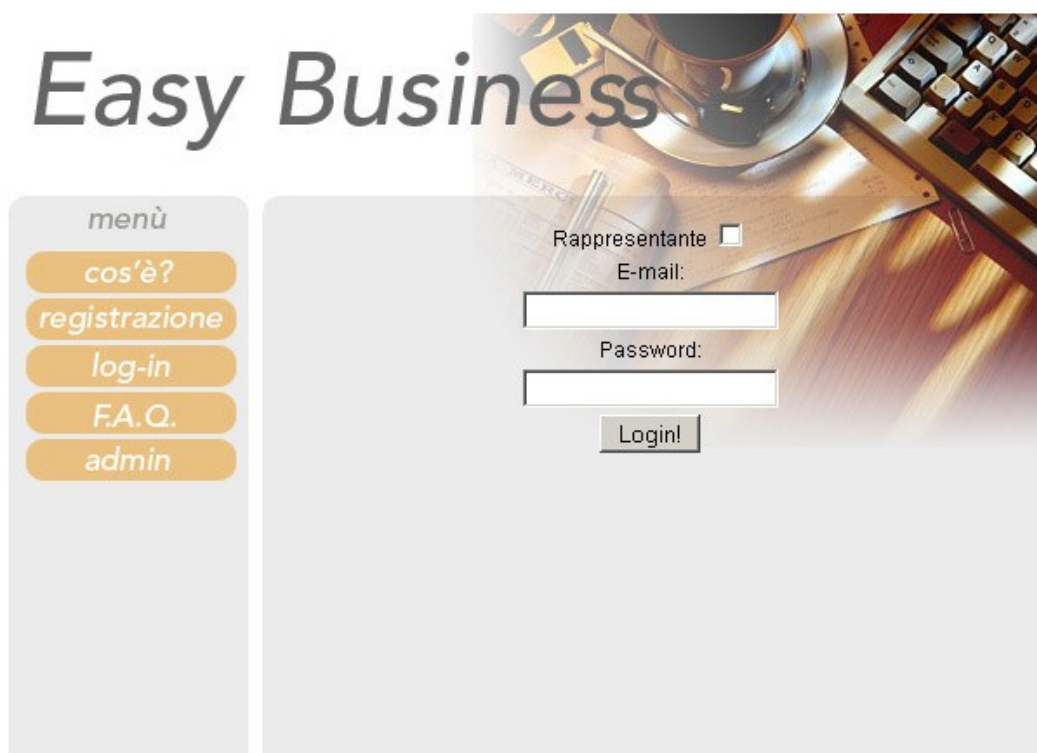 Easy Business
menù
cos'è?
registrazione
log-in
F.A.Q.
admin
Rappresentante
E-mail:
Password:
Login!